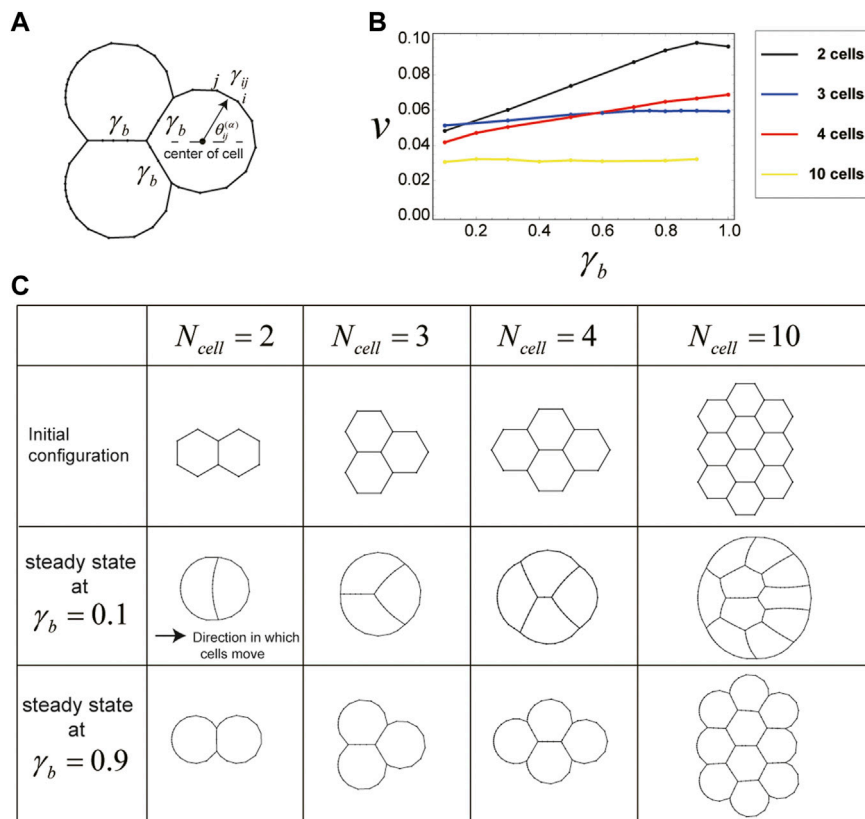 A
j
γij
i
γb
γb
θij(α)
center of cell
γb
B
0.10
0.08
0.06
0.04
0.02
0.00
v
0.2
0.4
0.6
0.8
1.0
γb
2 cells
3 cells
4 cells
10 cells
C
Ncell = 2
Ncell = 3
Ncell = 4
Ncell = 10
Initial
configuration
steady state
at
γb = 0.1
Direction in which
cells move
steady state
at
γb = 0.9